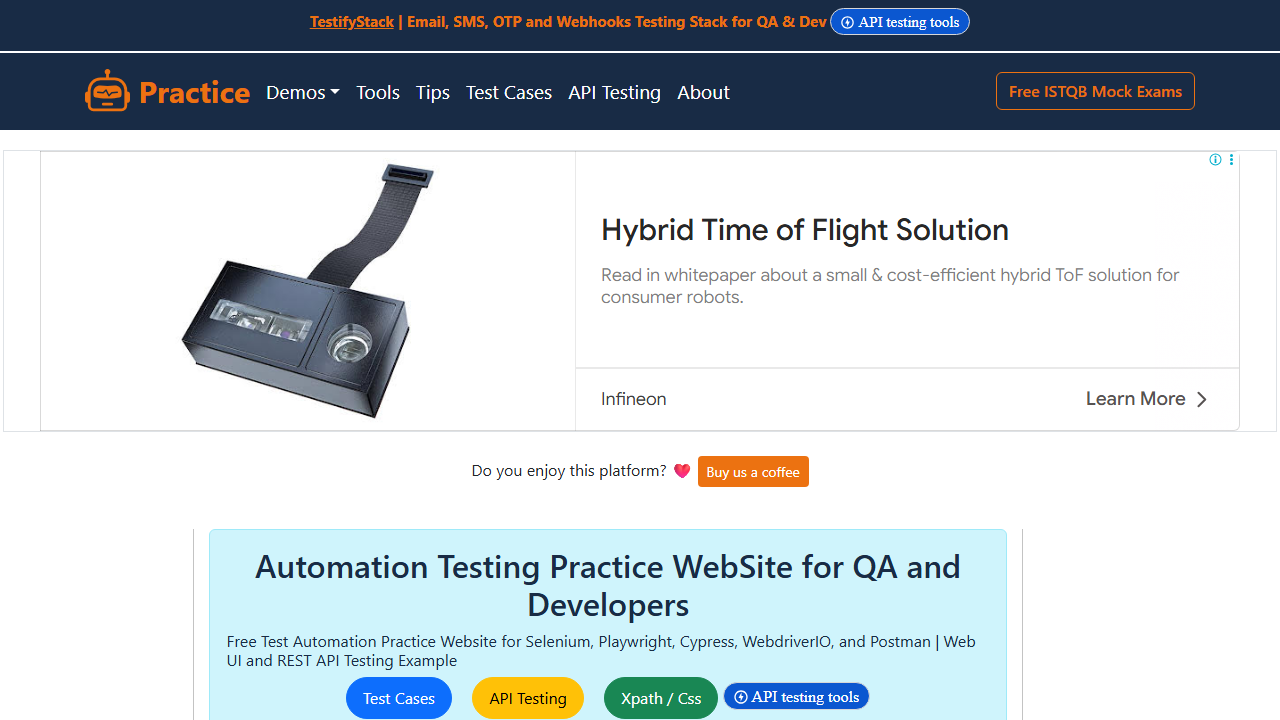 TestifyStack | Email, SMS, OTP and Webhooks Testing Stack for QA & Dev API testing tools
Practice Demos Tools Tips Test Cases API Testing About Free ISTQB Mock Exams
Hybrid Time of Flight Solution
Read in whitepaper about a small & cost-efficient hybrid ToF solution for
consumer robots.
Infineon Learn More
Do you enjoy this platform? Buy us a coffee
Automation Testing Practice WebSite for QA and
Developers
Free Test Automation Practice Website for Selenium, Playwright, Cypress, WebdriverIO, and Postman | Web
UI and REST API Testing Example
Test Cases API Testing Xpath / Css API testing tools